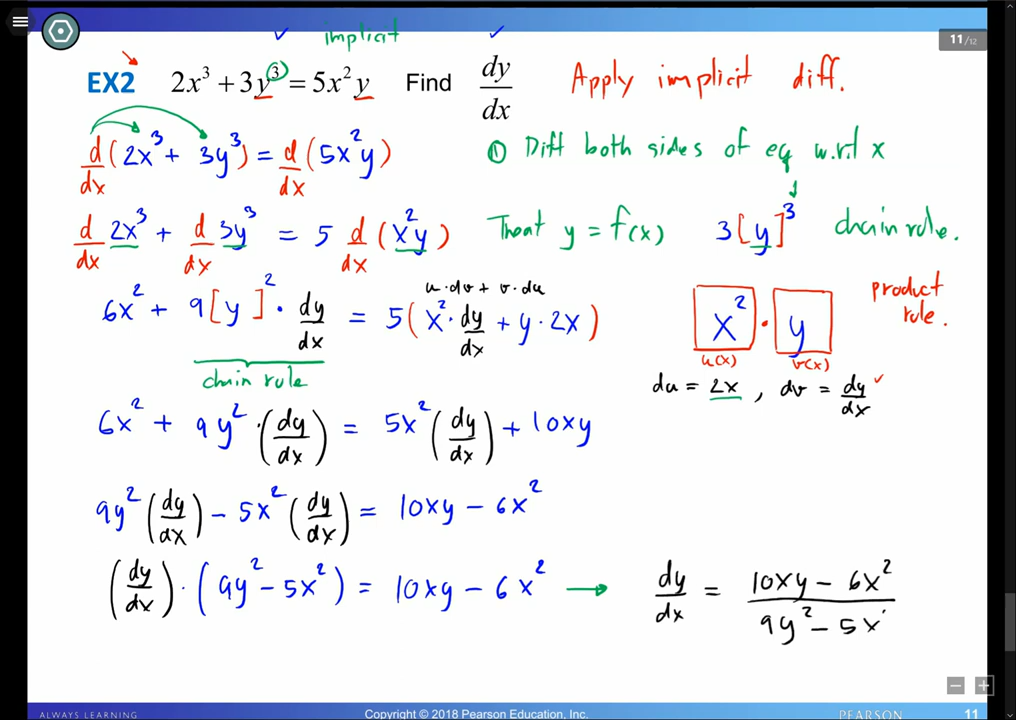 11/12
✓ implicit ✓
EX2 2x³ + 3y³ = 5x²y Find dy/dx Apply implicit diff.
d/dx (2x³ + 3y³) = d/dx (5x²y) ① Diff both sides of eq w.r.t x
d/dx 2x³ + d/dx 3y³ = 5 d/dx (x²y) Treat y = f(x) 3[y]³ chain rule.
u·dv + v·du
6x² + 9[y]² · dy/dx = 5(x² · dy/dx + y · 2x) x² · y product rule.
u(x) v(x)
chain rule du = 2x , dv = dy/dx ✓
6x² + 9y² · (dy/dx) = 5x² (dy/dx) + 10xy
9y² (dy/dx) − 5x² (dy/dx) = 10xy − 6x²
(dy/dx) · (9y² − 5x²) = 10xy − 6x² → dy/dx = (10xy − 6x²)/(9y² − 5x
ALWAYS LEARNING Copyright © 2018 Pearson Education, Inc. PEARSON 11